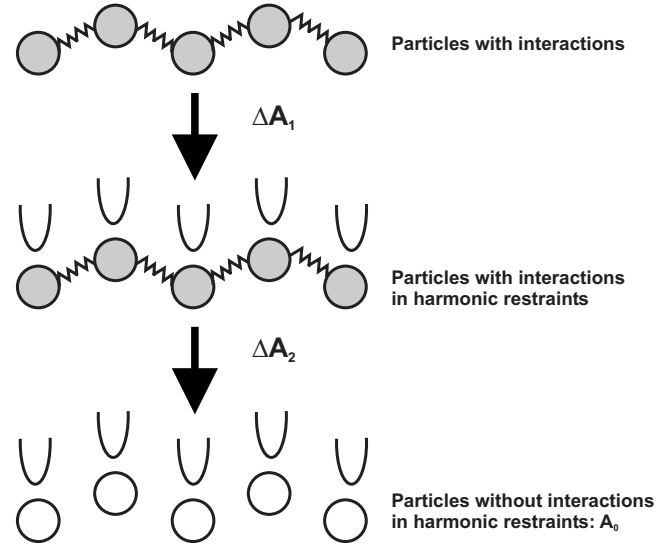 Particles with interactions
ΔA₁
Particles with interactions
in harmonic restraints
ΔA₂
Particles without interactions
in harmonic restraints: A₀